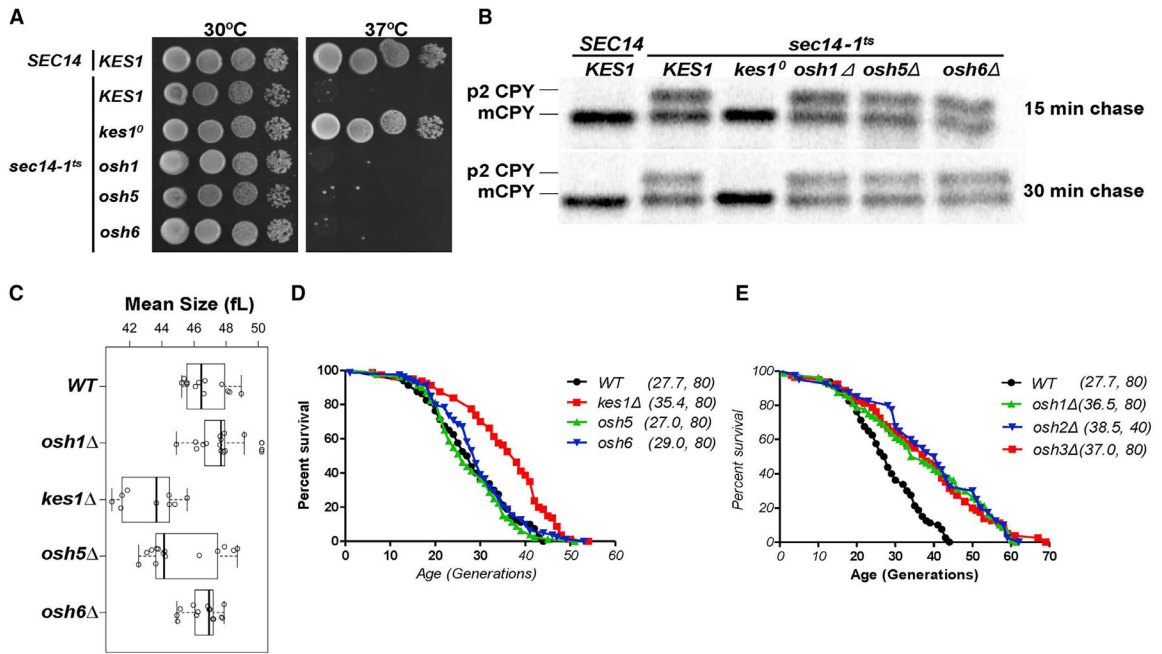 A
30°C
37°C
SEC14
KES1
KES1
kes1⁰
sec14-1ᵗˢ
osh1
osh5
osh6
B
SEC14
sec14-1ᵗˢ
KES1
KES1
kes1⁰
osh1Δ
osh5Δ
osh6Δ
p2 CPY
mCPY
15 min chase
p2 CPY
mCPY
30 min chase
C
Mean Size (fL)
42 44 46 48 50
WT
osh1Δ
kes1Δ
osh5Δ
osh6Δ
D
Percent survival
100
80
60
40
20
0
0 10 20 30 40 50 60
Age (Generations)
WT (27.7, 80)
kes1Δ (35.4, 80)
osh5 (27.0, 80)
osh6 (29.0, 80)
E
Percent survival
100
80
60
40
20
0
0 10 20 30 40 50 60 70
Age (Generations)
WT (27.7, 80)
osh1Δ(36.5, 80)
osh2Δ (38.5, 40)
osh3Δ(37.0, 80)